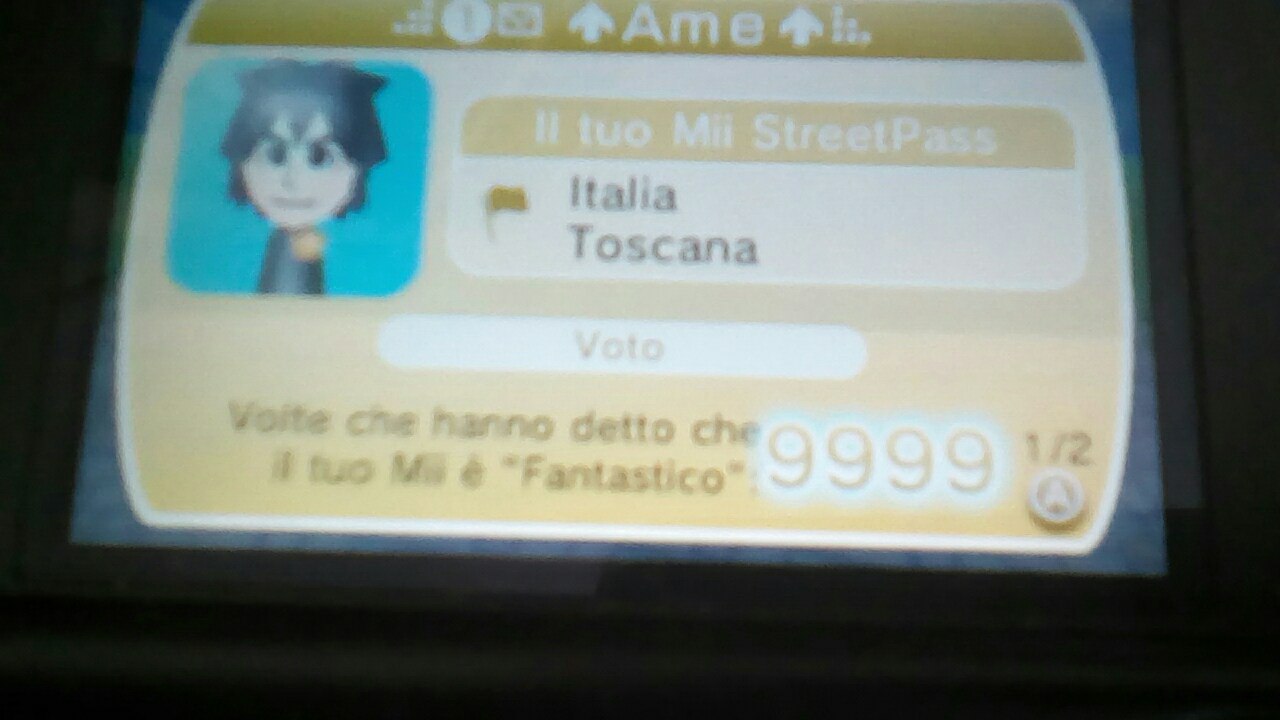 ↑Ame↑
Il tuo Mii StreetPass
Italia
Toscana
Voto
Volte che hanno detto che
il tuo Mii è "Fantastico":
9999
1/2
A